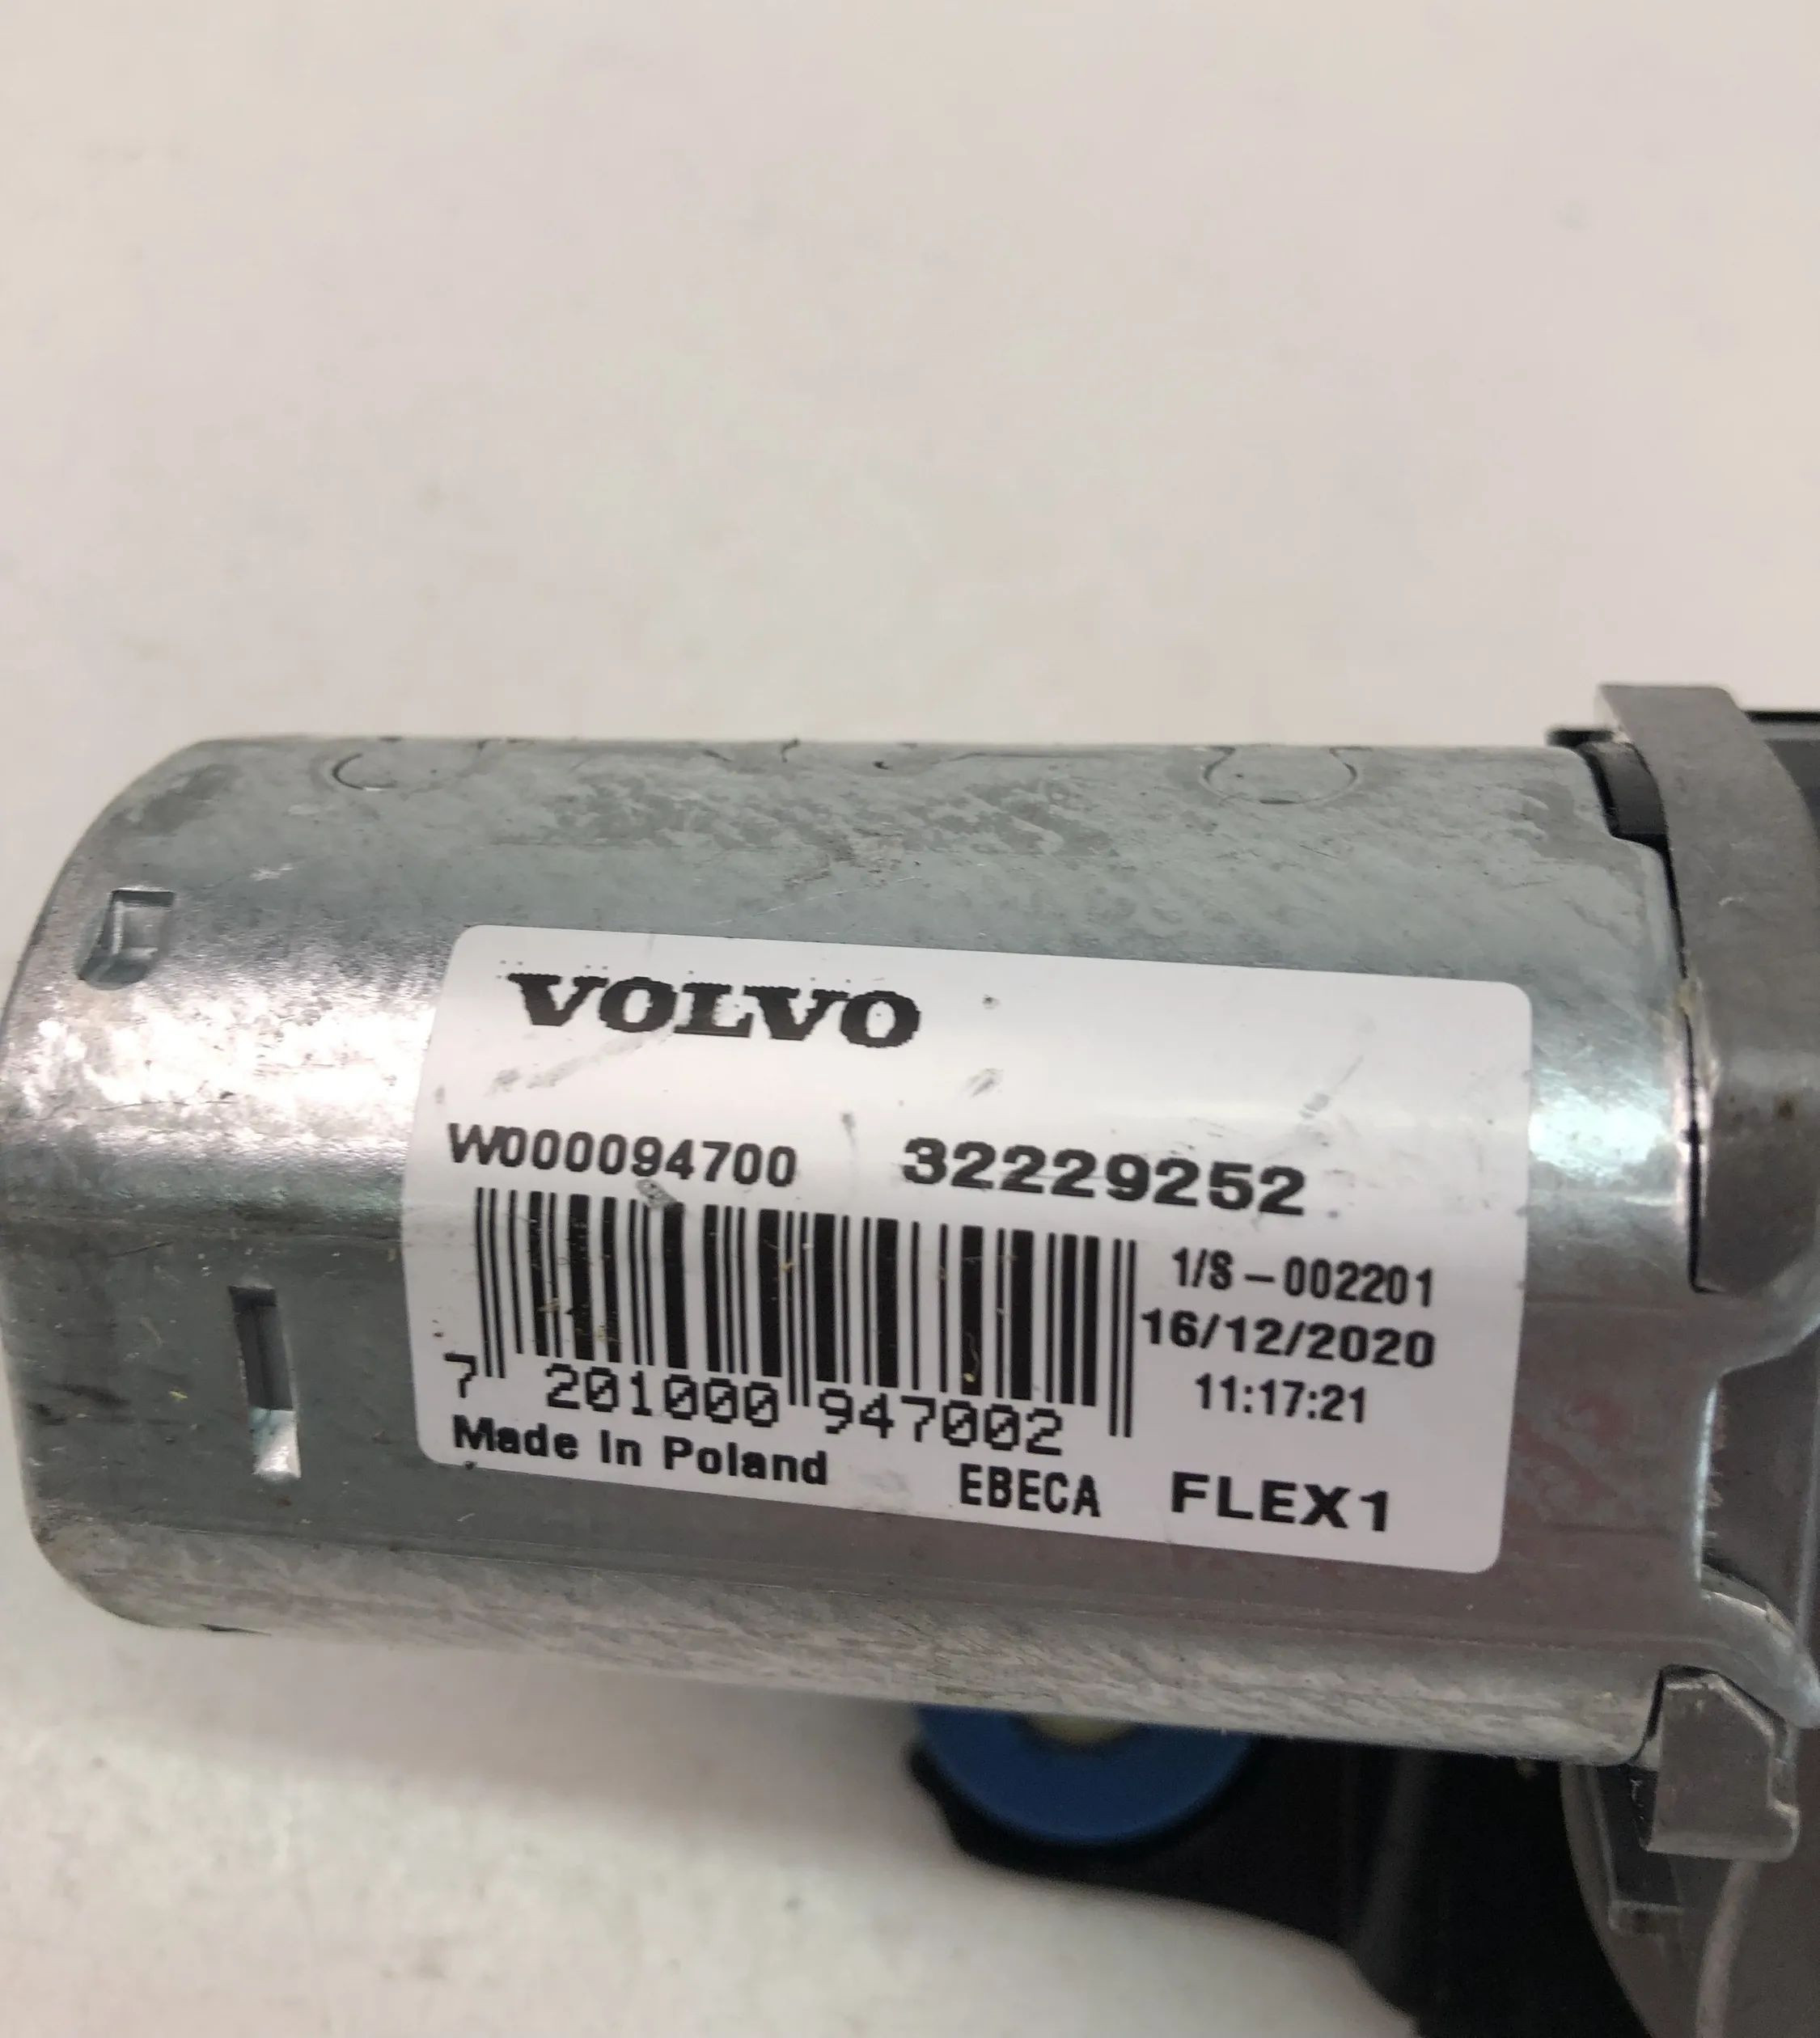 VOLVO
W000094700 32229252
1/S-002201
16/12/2020
11:17:21
7 201000 947002
Made In Poland EBECA FLEX1